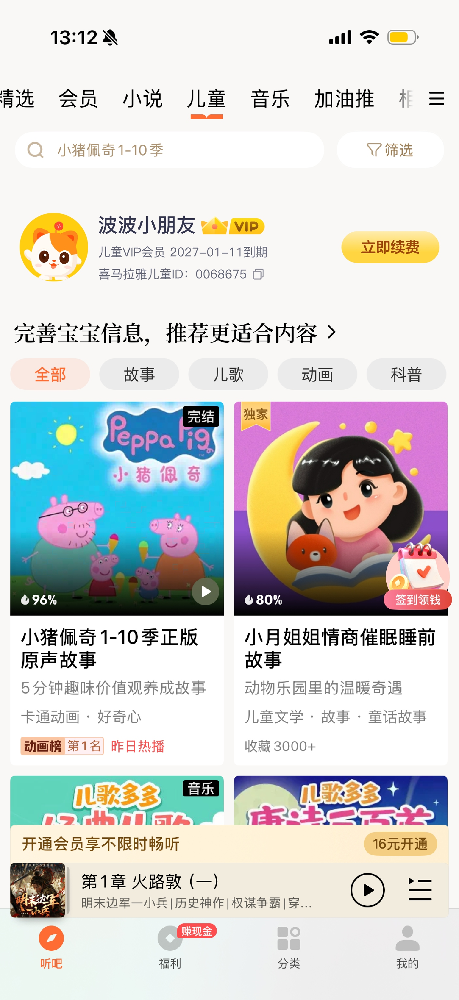 13:12
精选 会员 小说 儿童 音乐 加油推
小猪佩奇1-10季
筛选
波波小朋友 VIP
儿童VIP会员 2027-01-11到期
喜马拉雅儿童ID：0068675
立即续费
完善宝宝信息，推荐更适合内容 >
全部 故事 儿歌 动画 科普
完结
Peppa Pig
小猪佩奇
96%
小猪佩奇1-10季正版
原声故事
5分钟趣味价值观养成故事
卡通动画 · 好奇心
动画榜 第1名 昨日热播
独家
80%
签到领钱
小月姐姐情商催眠睡前
故事
动物乐园里的温暖奇遇
儿童文学 · 故事 · 童话故事
收藏3000+
音乐
儿歌多多
经典儿歌
儿歌多多
唐诗三百首
开通会员享不限时畅听
16元开通
明末边军
一小兵
第1章 火路墩（一）
明末边军一小兵|历史神作|权谋争霸|穿...
听吧
福利
赚现金
分类
我的